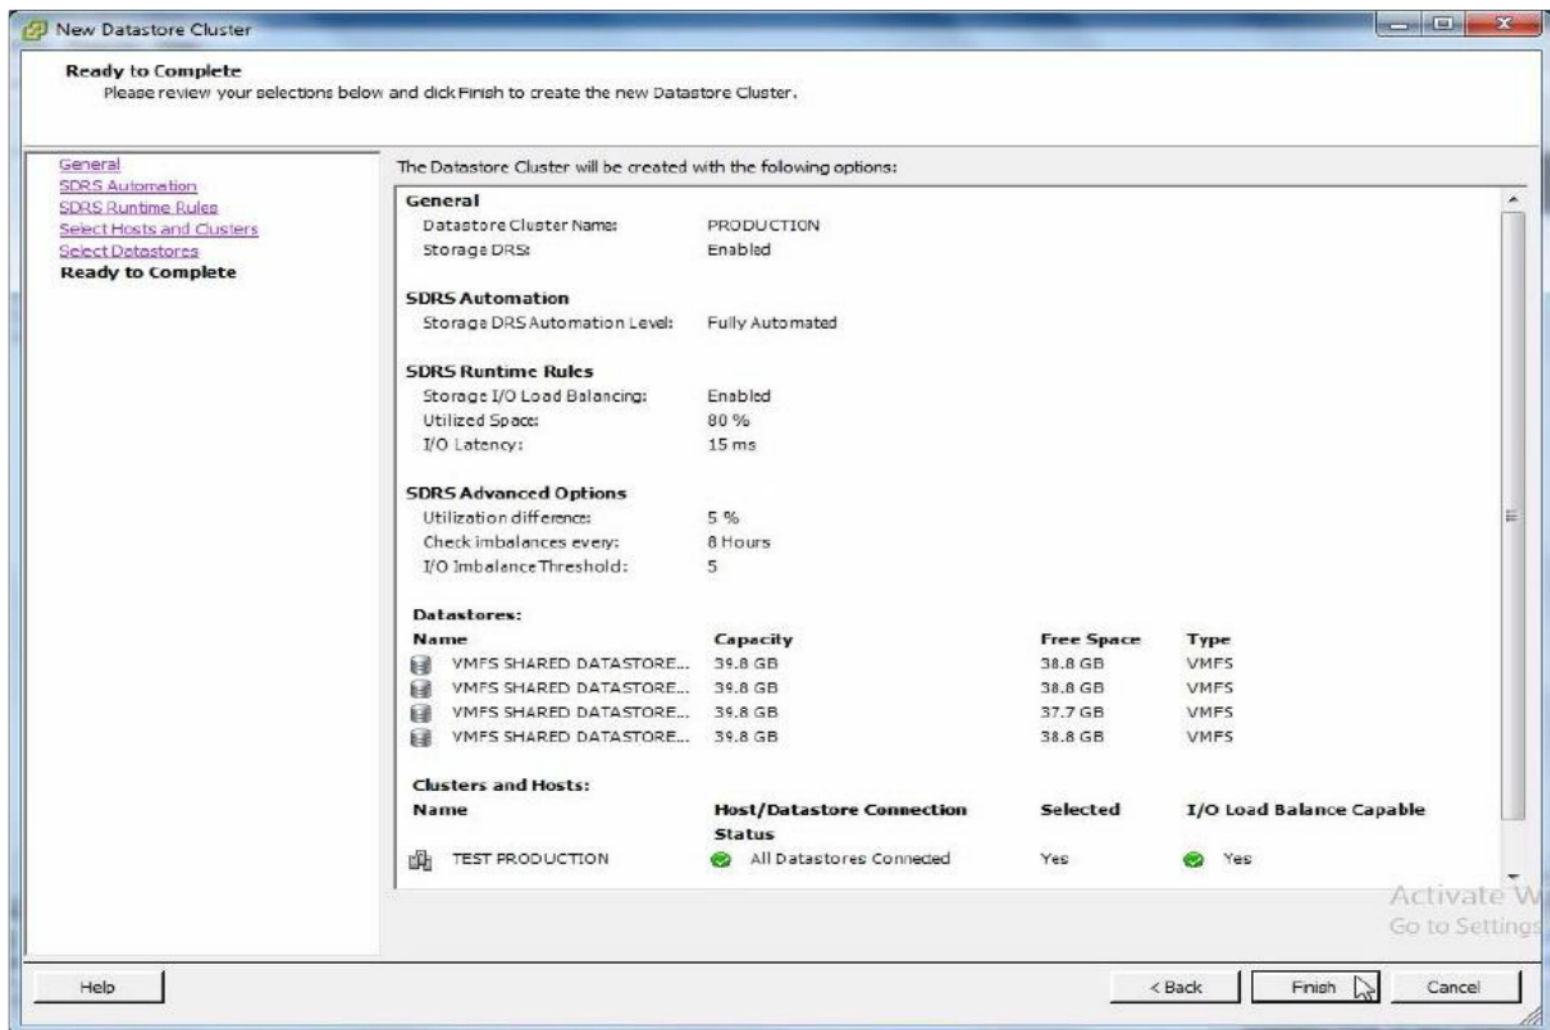 New Datastore Cluster
Ready to Complete
Please review your selections below and click Finish to create the new Datastore Cluster.
General
SDRS Automation
SDRS Runtime Rules
Select Hosts and Clusters
Select Datastores
Ready to Complete
The Datastore Cluster will be created with the following options:
General
Datastore Cluster Name: PRODUCTION
Storage DRS: Enabled
SDRS Automation
Storage DRS Automation Level: Fully Automated
SDRS Runtime Rules
Storage I/O Load Balancing: Enabled
Utilized Space: 80 %
I/O Latency: 15 ms
SDRS Advanced Options
Utilization difference: 5 %
Check imbalances every: 8 Hours
I/O Imbalance Threshold: 5
Datastores:
Name Capacity Free Space Type
VMFS SHARED DATASTORE... 39.8 GB 38.8 GB VMFS
VMFS SHARED DATASTORE... 39.8 GB 38.8 GB VMFS
VMFS SHARED DATASTORE... 39.8 GB 37.7 GB VMFS
VMFS SHARED DATASTORE... 39.8 GB 38.8 GB VMFS
Clusters and Hosts:
Name Host/Datastore Connection Selected I/O Load Balance Capable
Status
TEST PRODUCTION All Datastores Connected Yes Yes
Activate W
Go to Settings
Help < Back Finish Cancel